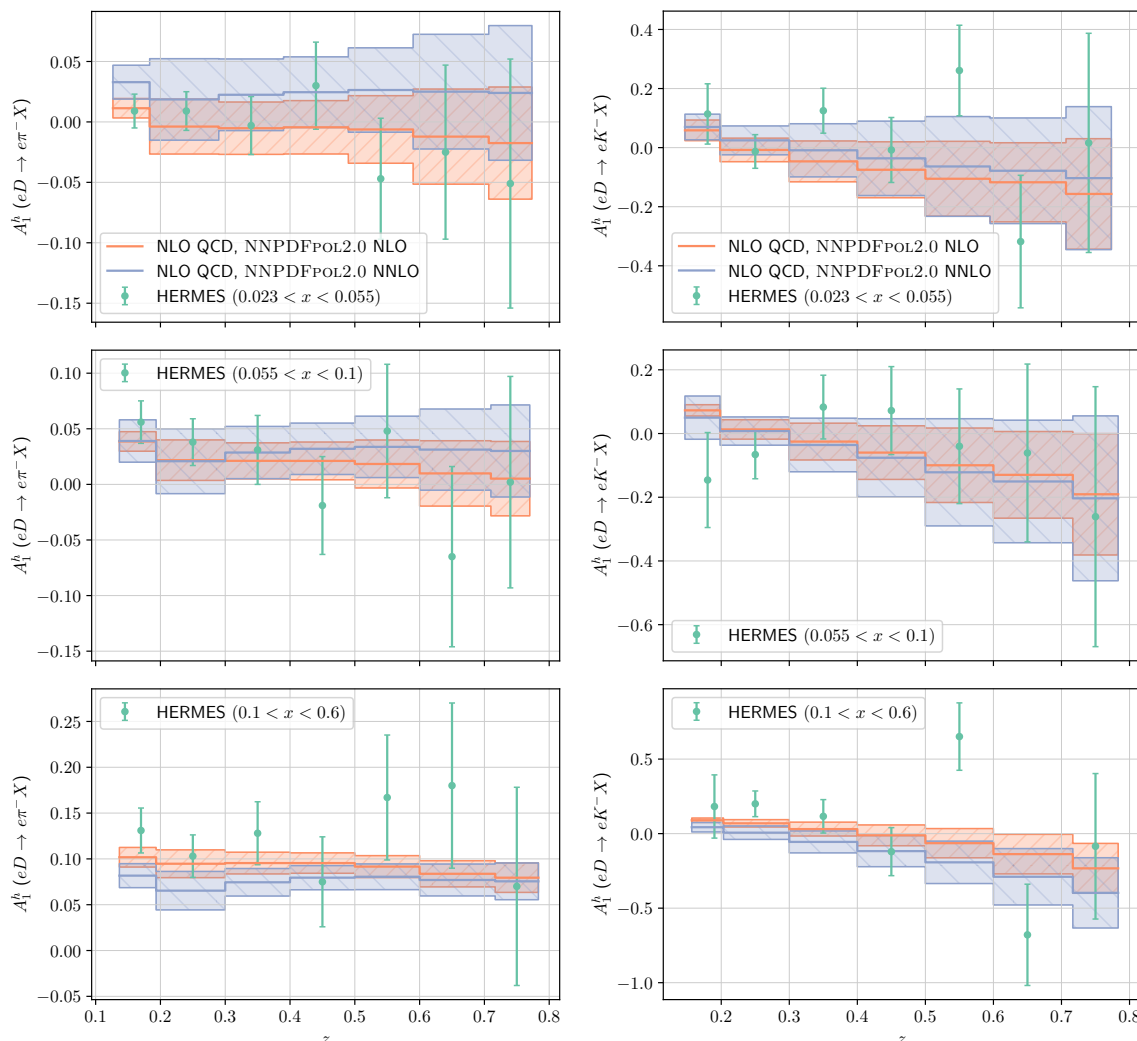 0.05
0.00
−0.05
−0.10
−0.15
A₁ʰ (eD → eπ⁻X)
NLO QCD, NNPDFpol2.0 NLO
NLO QCD, NNPDFpol2.0 NNLO
HERMES (0.023 < x < 0.055)
0.4
0.2
0.0
−0.2
−0.4
A₁ʰ (eD → eK⁻X)
NLO QCD, NNPDFpol2.0 NLO
NLO QCD, NNPDFpol2.0 NNLO
HERMES (0.023 < x < 0.055)
0.10
0.05
0.00
−0.05
−0.10
−0.15
A₁ʰ (eD → eπ⁻X)
HERMES (0.055 < x < 0.1)
0.2
0.0
−0.2
−0.4
−0.6
A₁ʰ (eD → eK⁻X)
HERMES (0.055 < x < 0.1)
0.25
0.20
0.15
0.10
0.05
0.00
−0.05
A₁ʰ (eD → eπ⁻X)
HERMES (0.1 < x < 0.6)
0.1 0.2 0.3 0.4 0.5 0.6 0.7 0.8
0.5
0.0
−0.5
−1.0
A₁ʰ (eD → eK⁻X)
HERMES (0.1 < x < 0.6)
0.2 0.3 0.4 0.5 0.6 0.7 0.8